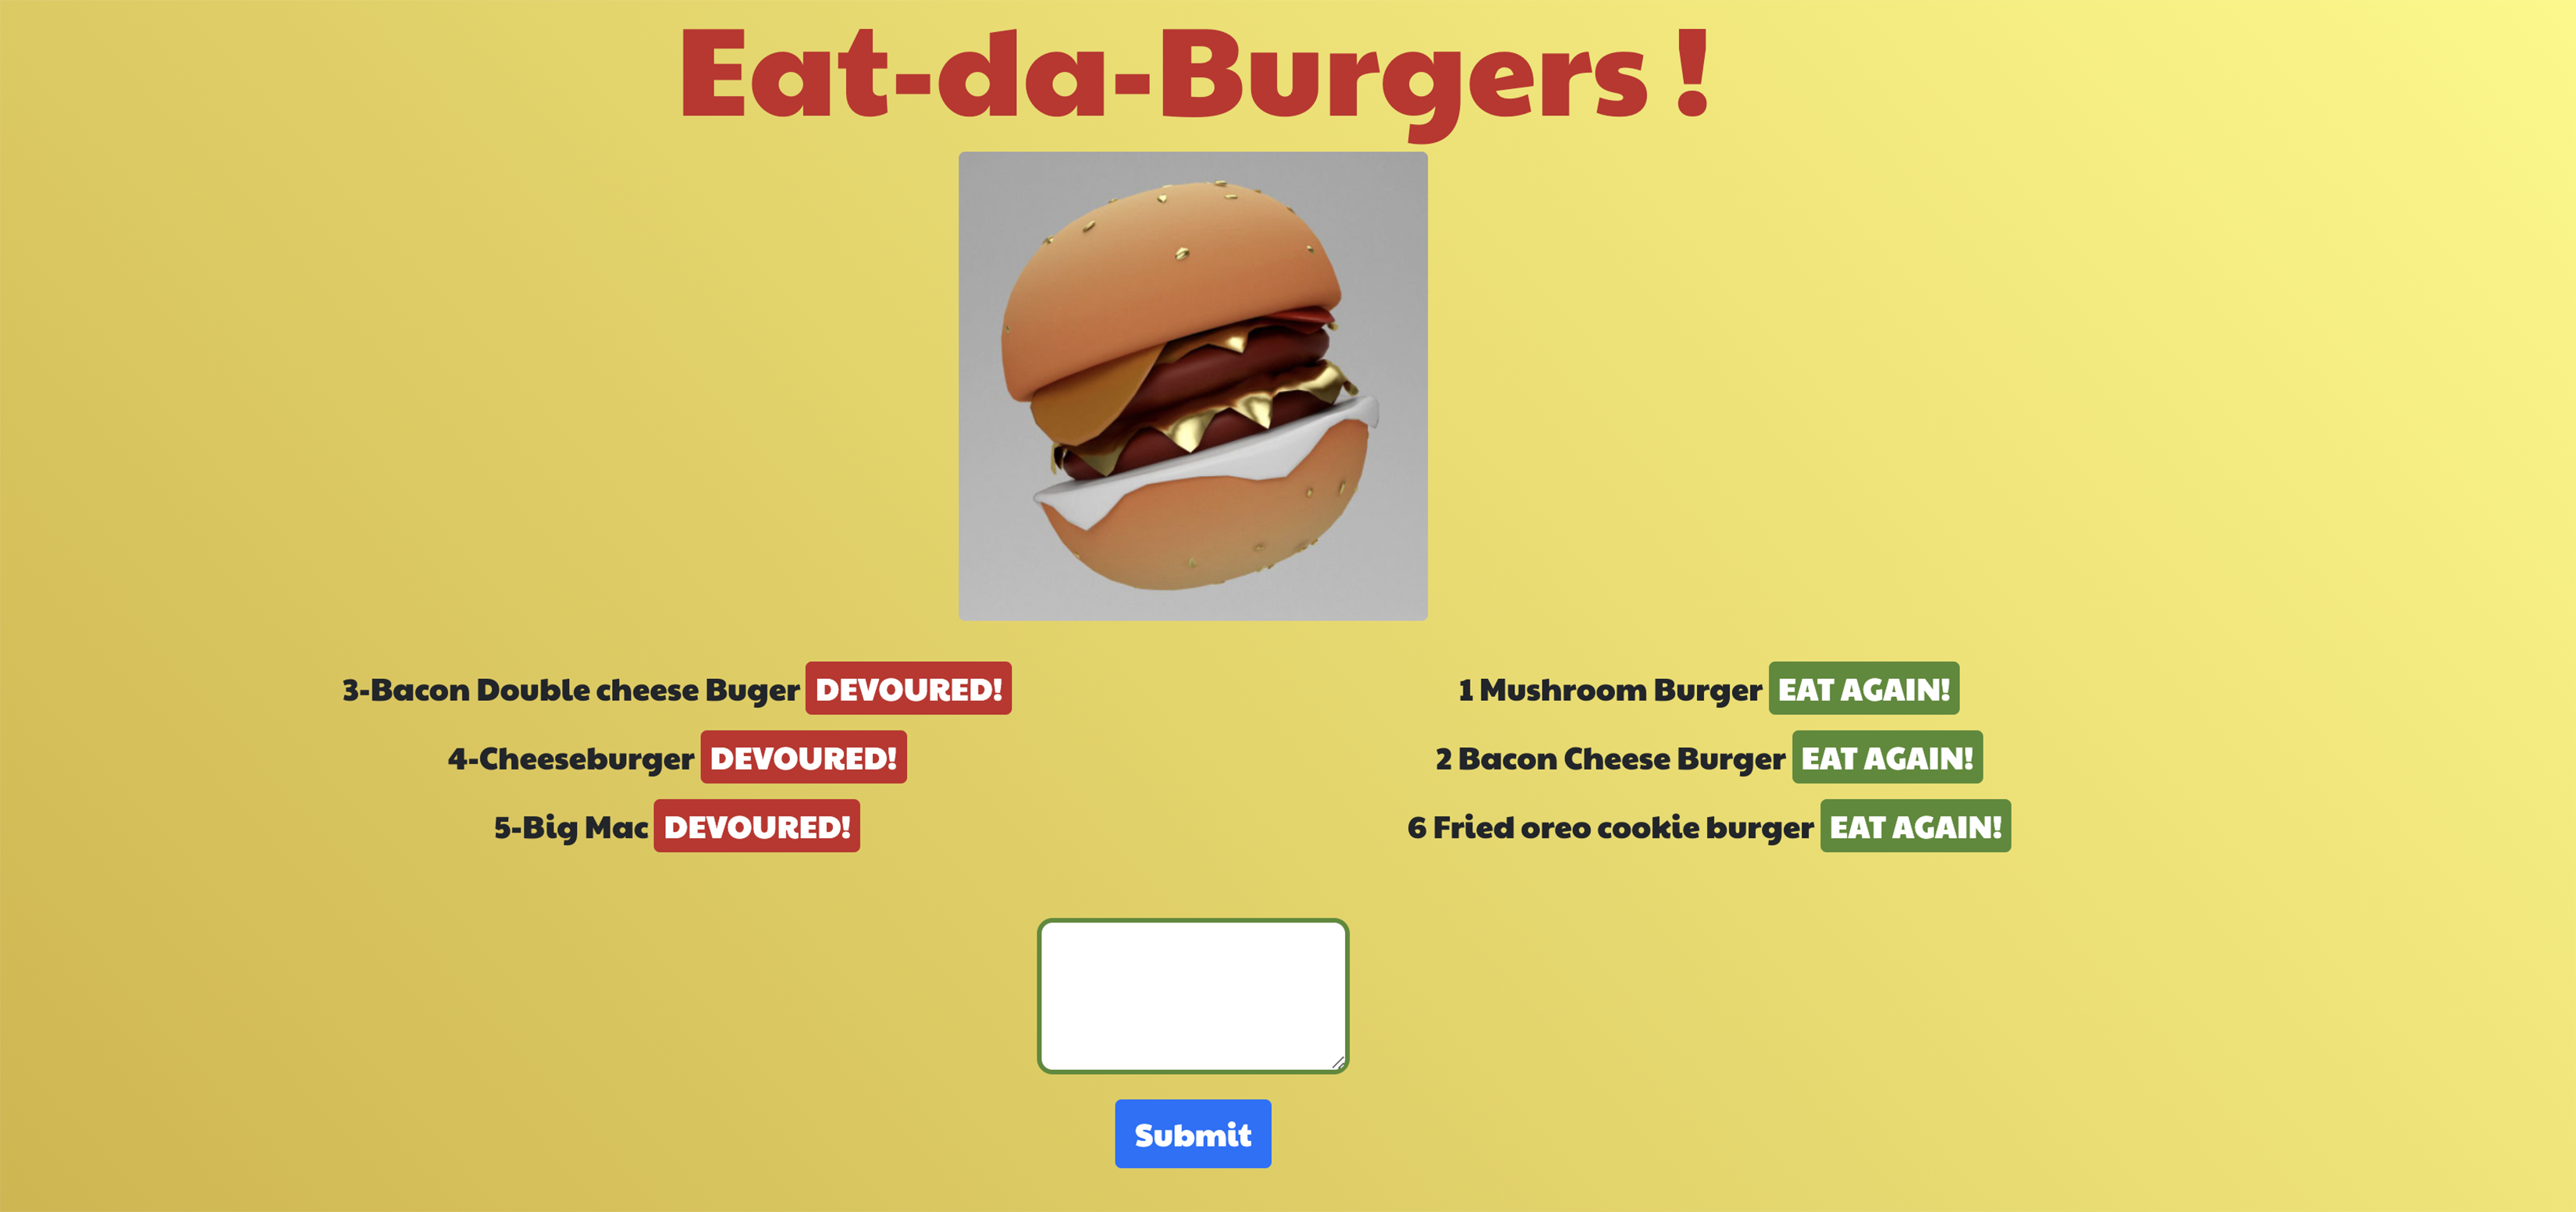 Eat-da-Burgers !
3-Bacon Double cheese Buger DEVOURED!
4-Cheeseburger DEVOURED!
5-Big Mac DEVOURED!
1 Mushroom Burger EAT AGAIN!
2 Bacon Cheese Burger EAT AGAIN!
6 Fried oreo cookie burger EAT AGAIN!
Submit